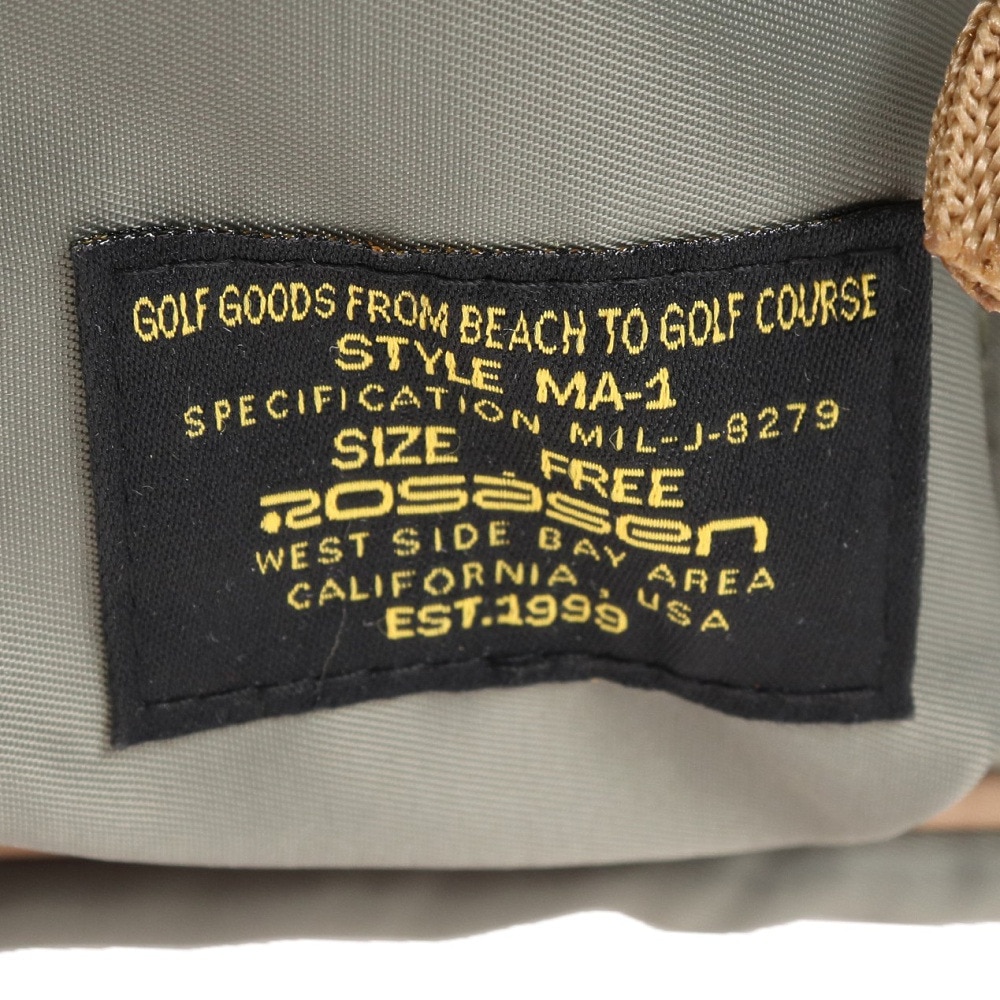 GOLF GOODS FROM BEACH TO GOLF COURSE
STYLE MA-1
SPECIFICATION MIL-J-8279
SIZE FREE
ROSASEN
WEST SIDE BAY AREA
CALIFORNIA, USA
EST.1999